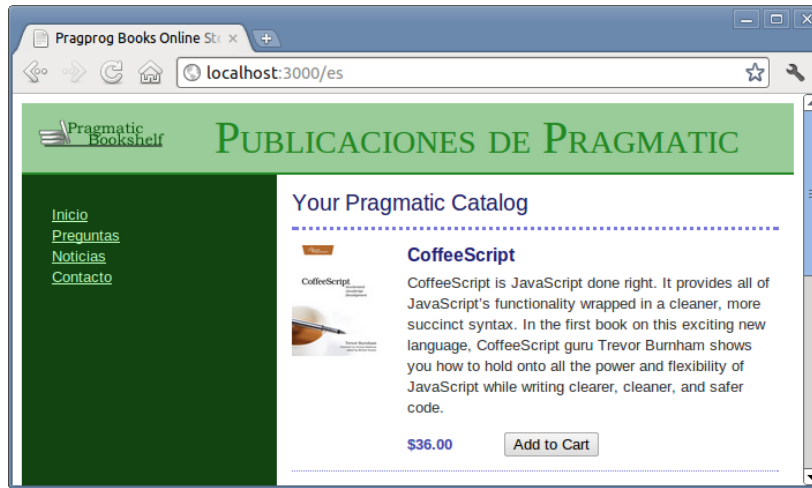 Pragprog Books Online Sto
localhost:3000/es
Pragmatic
Bookshelf
PUBLICACIONES DE PRAGMATIC
Inicio
Preguntas
Noticias
Contacto
Your Pragmatic Catalog
CoffeeScript
CoffeeScript
CoffeeScript is JavaScript done right. It provides all of
JavaScript's functionality wrapped in a cleaner, more
succinct syntax. In the first book on this exciting new
language, CoffeeScript guru Trevor Burnham shows
you how to hold onto all the power and flexibility of
JavaScript while writing clearer, cleaner, and safer
code.
$36.00
Add to Cart